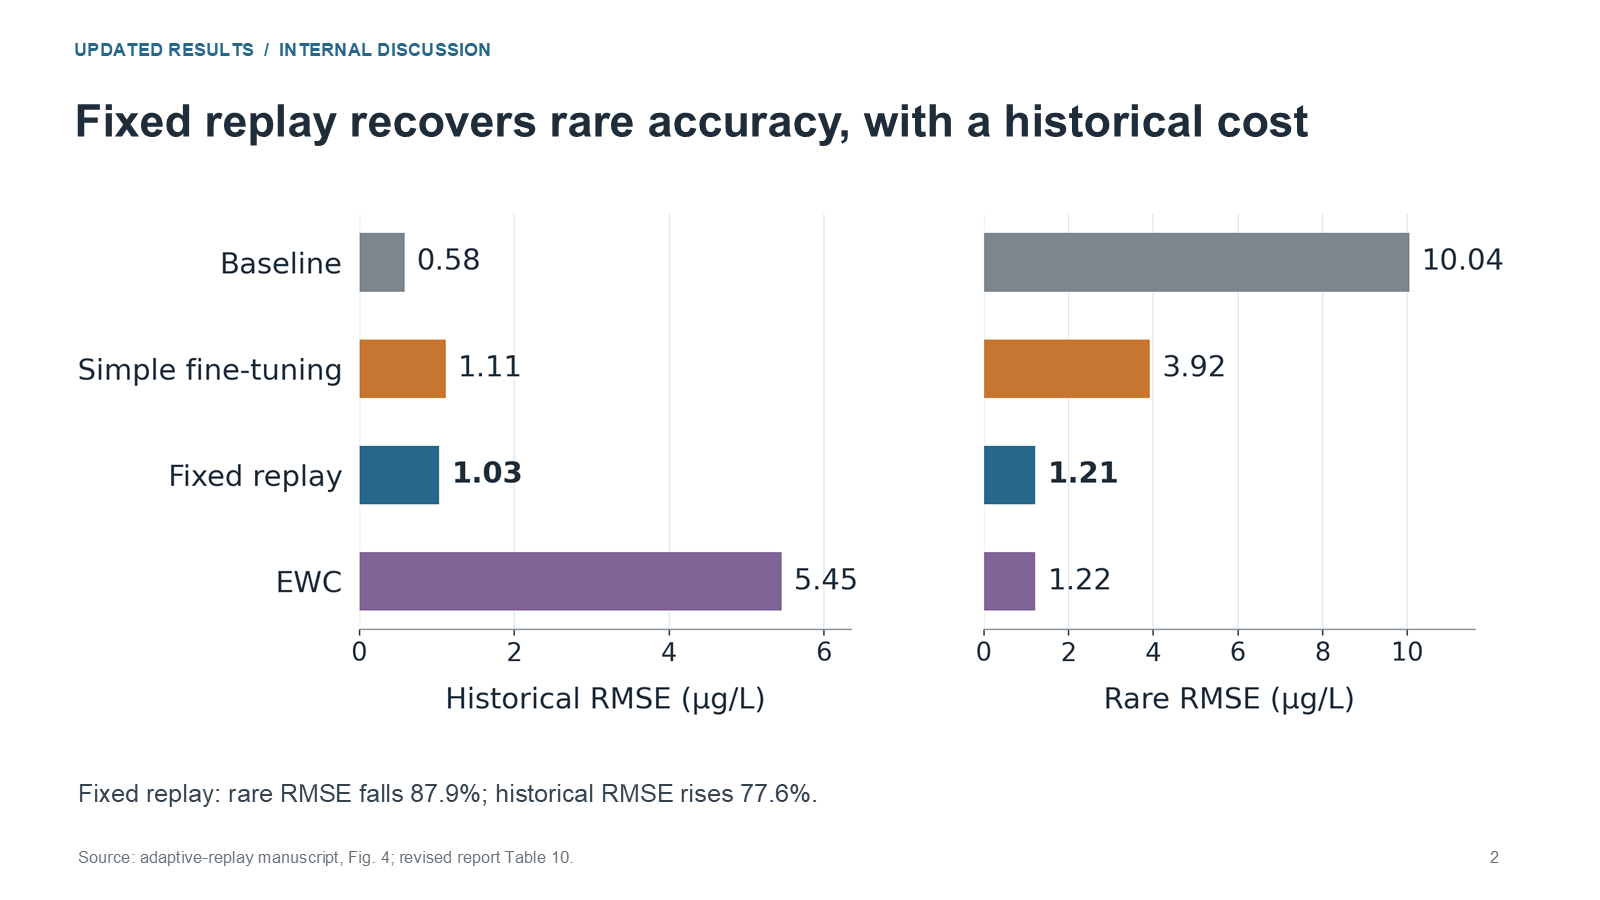 UPDATED RESULTS / INTERNAL DISCUSSION
Fixed replay recovers rare accuracy, with a historical cost
Baseline
0.58
10.04
Simple fine-tuning
1.11
3.92
Fixed replay
1.03
1.21
EWC
5.45
1.22
0 2 4 6
0 2 4 6 8 10
Historical RMSE (µg/L)
Rare RMSE (µg/L)
Fixed replay: rare RMSE falls 87.9%; historical RMSE rises 77.6%.
Source: adaptive-replay manuscript, Fig. 4; revised report Table 10.
2